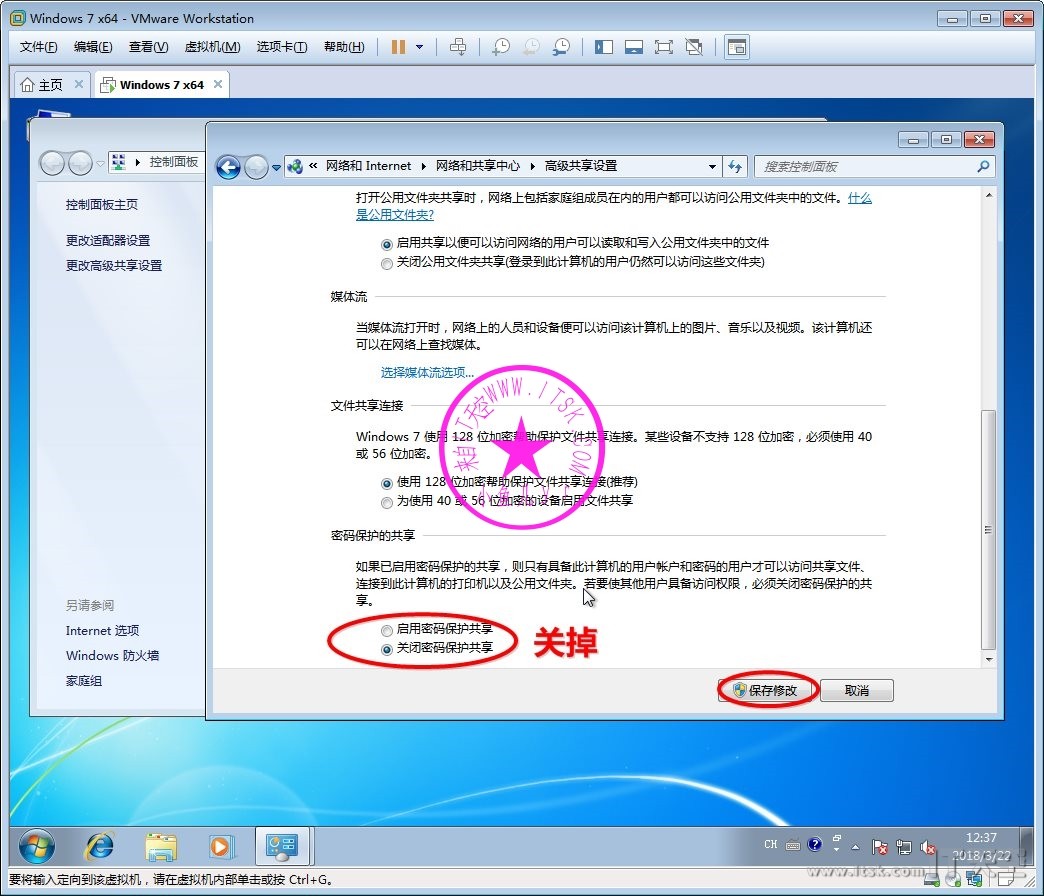 Windows 7 x64 - VMware Workstation
文件(F) 编辑(E) 查看(V) 虚拟机(M) 选项卡(T) 帮助(H)
主页 Windows 7 x64
控制面板
« 网络和 Internet 网络和共享中心 高级共享设置 搜索控制面板
控制面板主页
更改适配器设置
更改高级共享设置
另请参阅
Internet 选项
Windows 防火墙
家庭组
打开公用文件夹共享时，网络上包括家庭组成员在内的用户都可以访问公用文件夹中的文件。什么
是公用文件夹?
启用共享以便可以访问网络的用户可以读取和写入公用文件夹中的文件
关闭公用文件夹共享(登录到此计算机的用户仍然可以访问这些文件夹)
媒体流
当媒体流打开时，网络上的人员和设备便可以访问该计算机上的图片、音乐以及视频。该计算机还
可以在网络上查找媒体。
选择媒体流选项...
文件共享连接
Windows 7 使用 128 位加密帮助保护文件共享连接。某些设备不支持 128 位加密，必须使用 40
或 56 位加密。
使用 128 位加密帮助保护文件共享连接(推荐)
为使用 40 或 56 位加密的设备启用文件共享
来自IT天空WWW.ITSK.COM
密码保护的共享
如果已启用密码保护的共享，则只有具备此计算机的用户帐户和密码的用户才可以访问共享文件、
连接到此计算机的打印机以及公用文件夹。若要使其他用户具备访问权限，必须关闭密码保护的共
享。
启用密码保护共享
关闭密码保护共享
关掉
保存修改 取消
CH
12:37
2018/3/22
www.itsk.com IT天空
要将输入定向到该虚拟机，请在虚拟机内部单击或按 Ctrl+G。